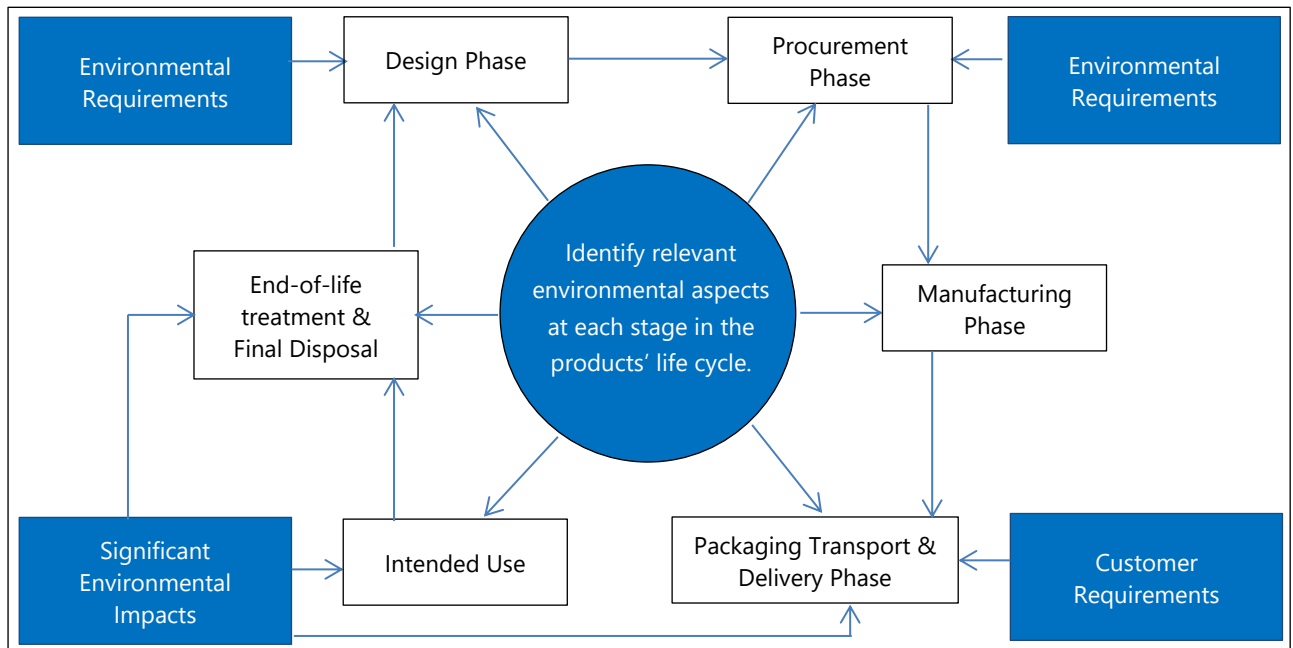 Environmental
Requirements
Design Phase
Procurement
Phase
Environmental
Requirements
Identify relevant
environmental aspects
at each stage in the
products’ life cycle.
End-of-life
treatment &
Final Disposal
Manufacturing
Phase
Significant
Environmental
Impacts
Intended Use
Packaging Transport &
Delivery Phase
Customer
Requirements